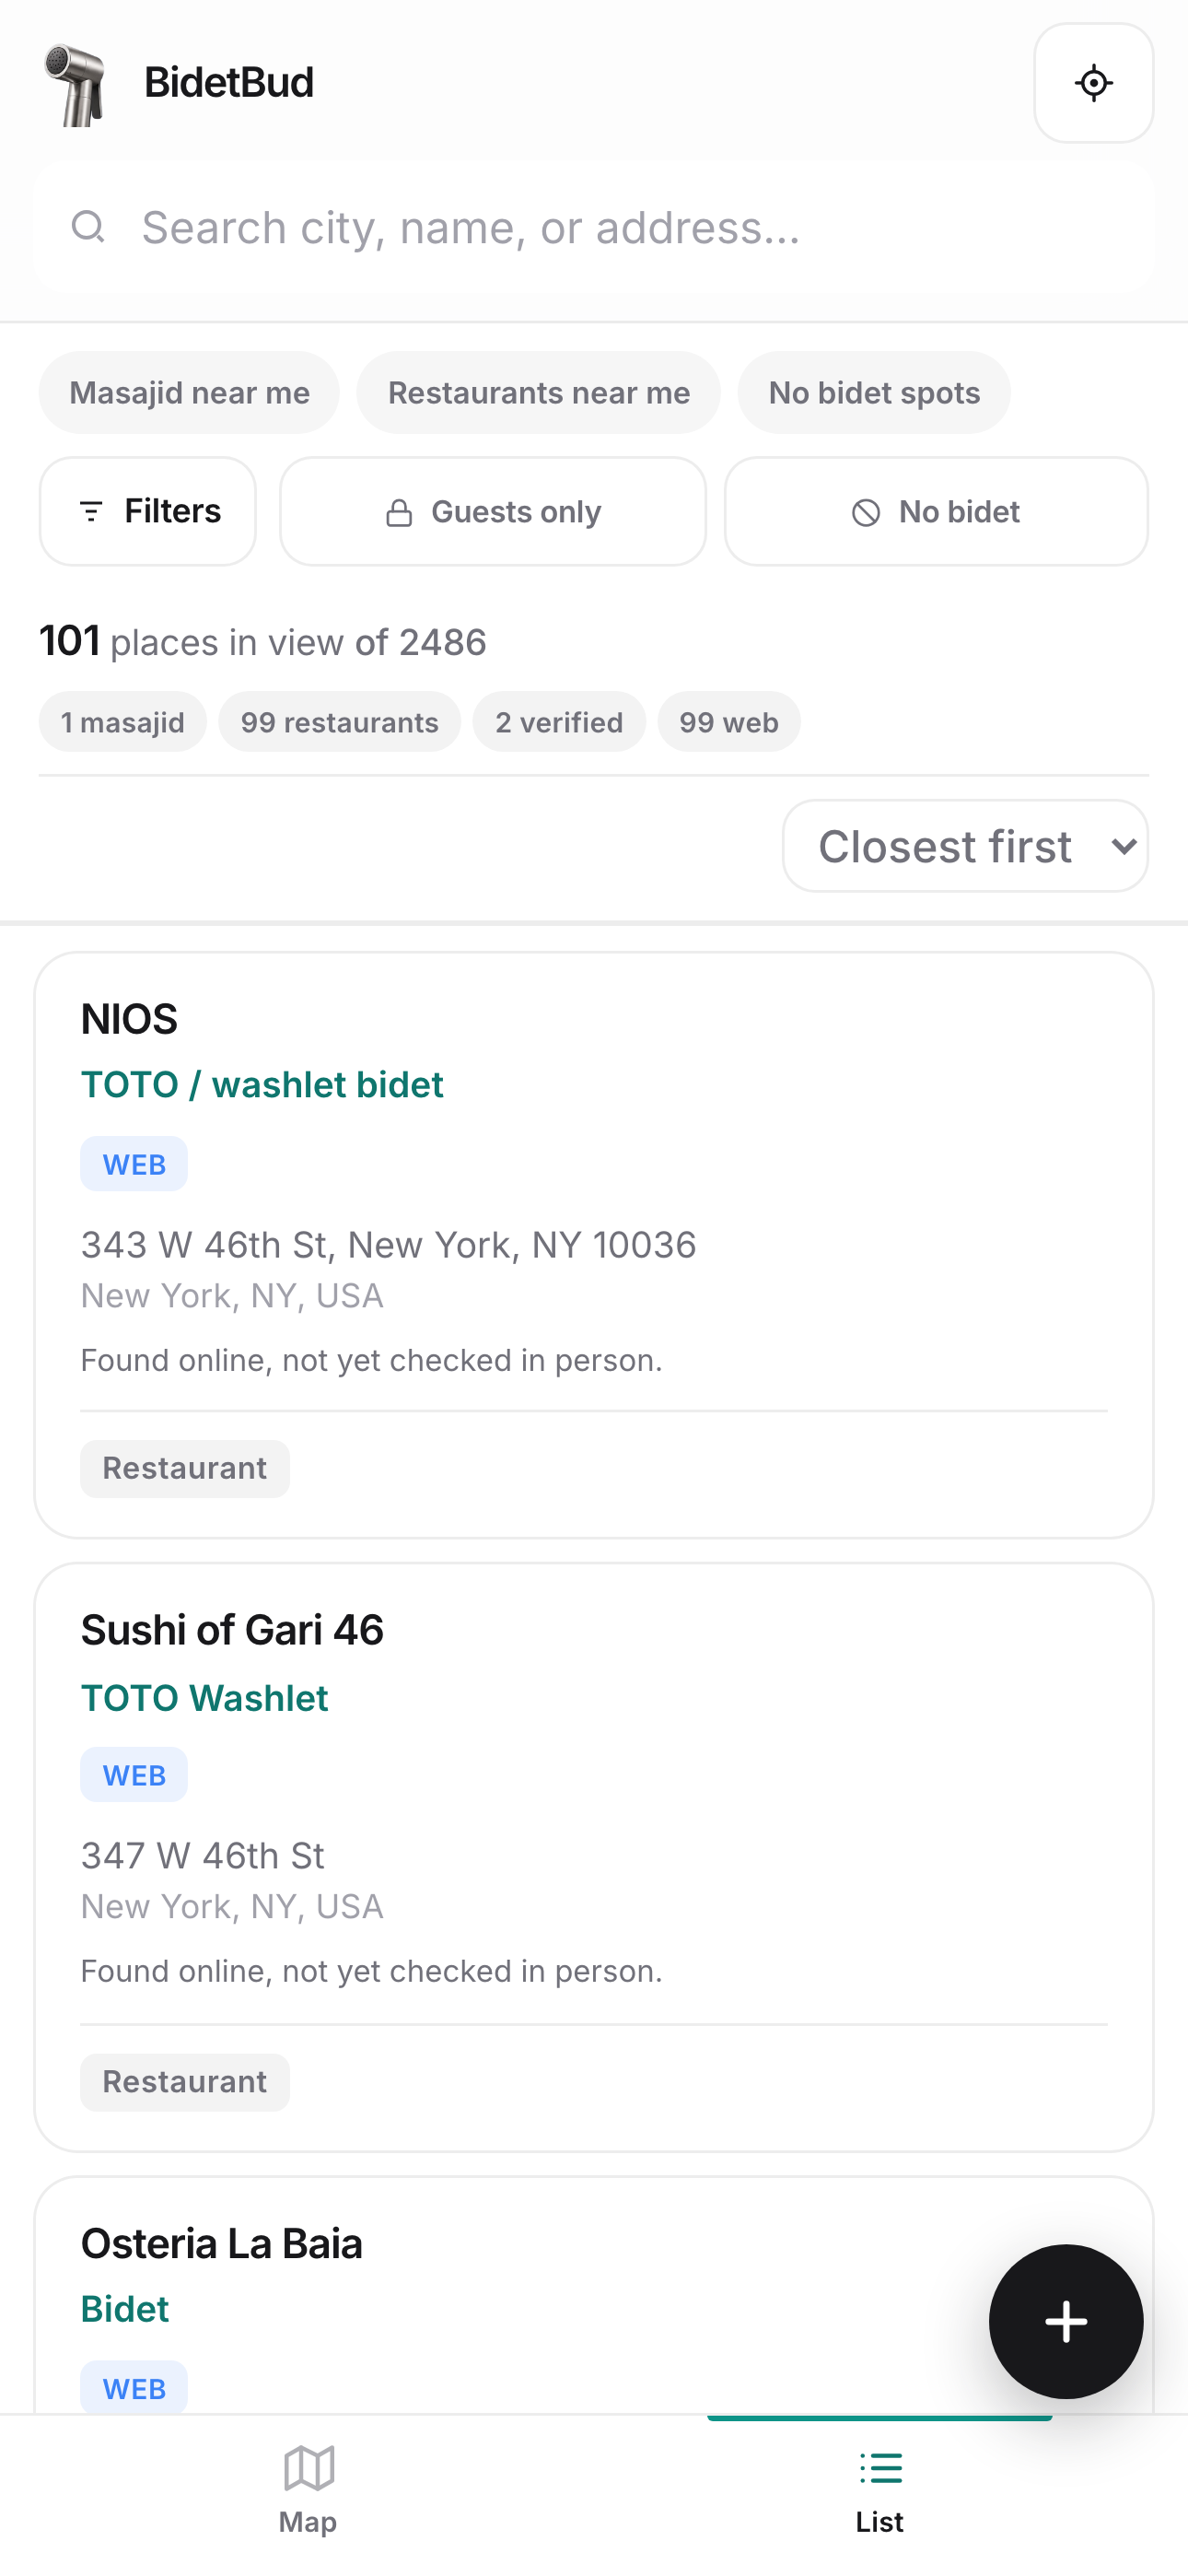 BidetBud
Search city, name, or address...
Masajid near me
Restaurants near me
No bidet spots
Filters
Guests only
No bidet
101 places in view of 2486
1 masajid
99 restaurants
2 verified
99 web
Closest first
NIOS
TOTO / washlet bidet
WEB
343 W 46th St, New York, NY 10036
New York, NY, USA
Found online, not yet checked in person.
Restaurant
Sushi of Gari 46
TOTO Washlet
WEB
347 W 46th St
New York, NY, USA
Found online, not yet checked in person.
Restaurant
Osteria La Baia
Bidet
WEB
Map
List